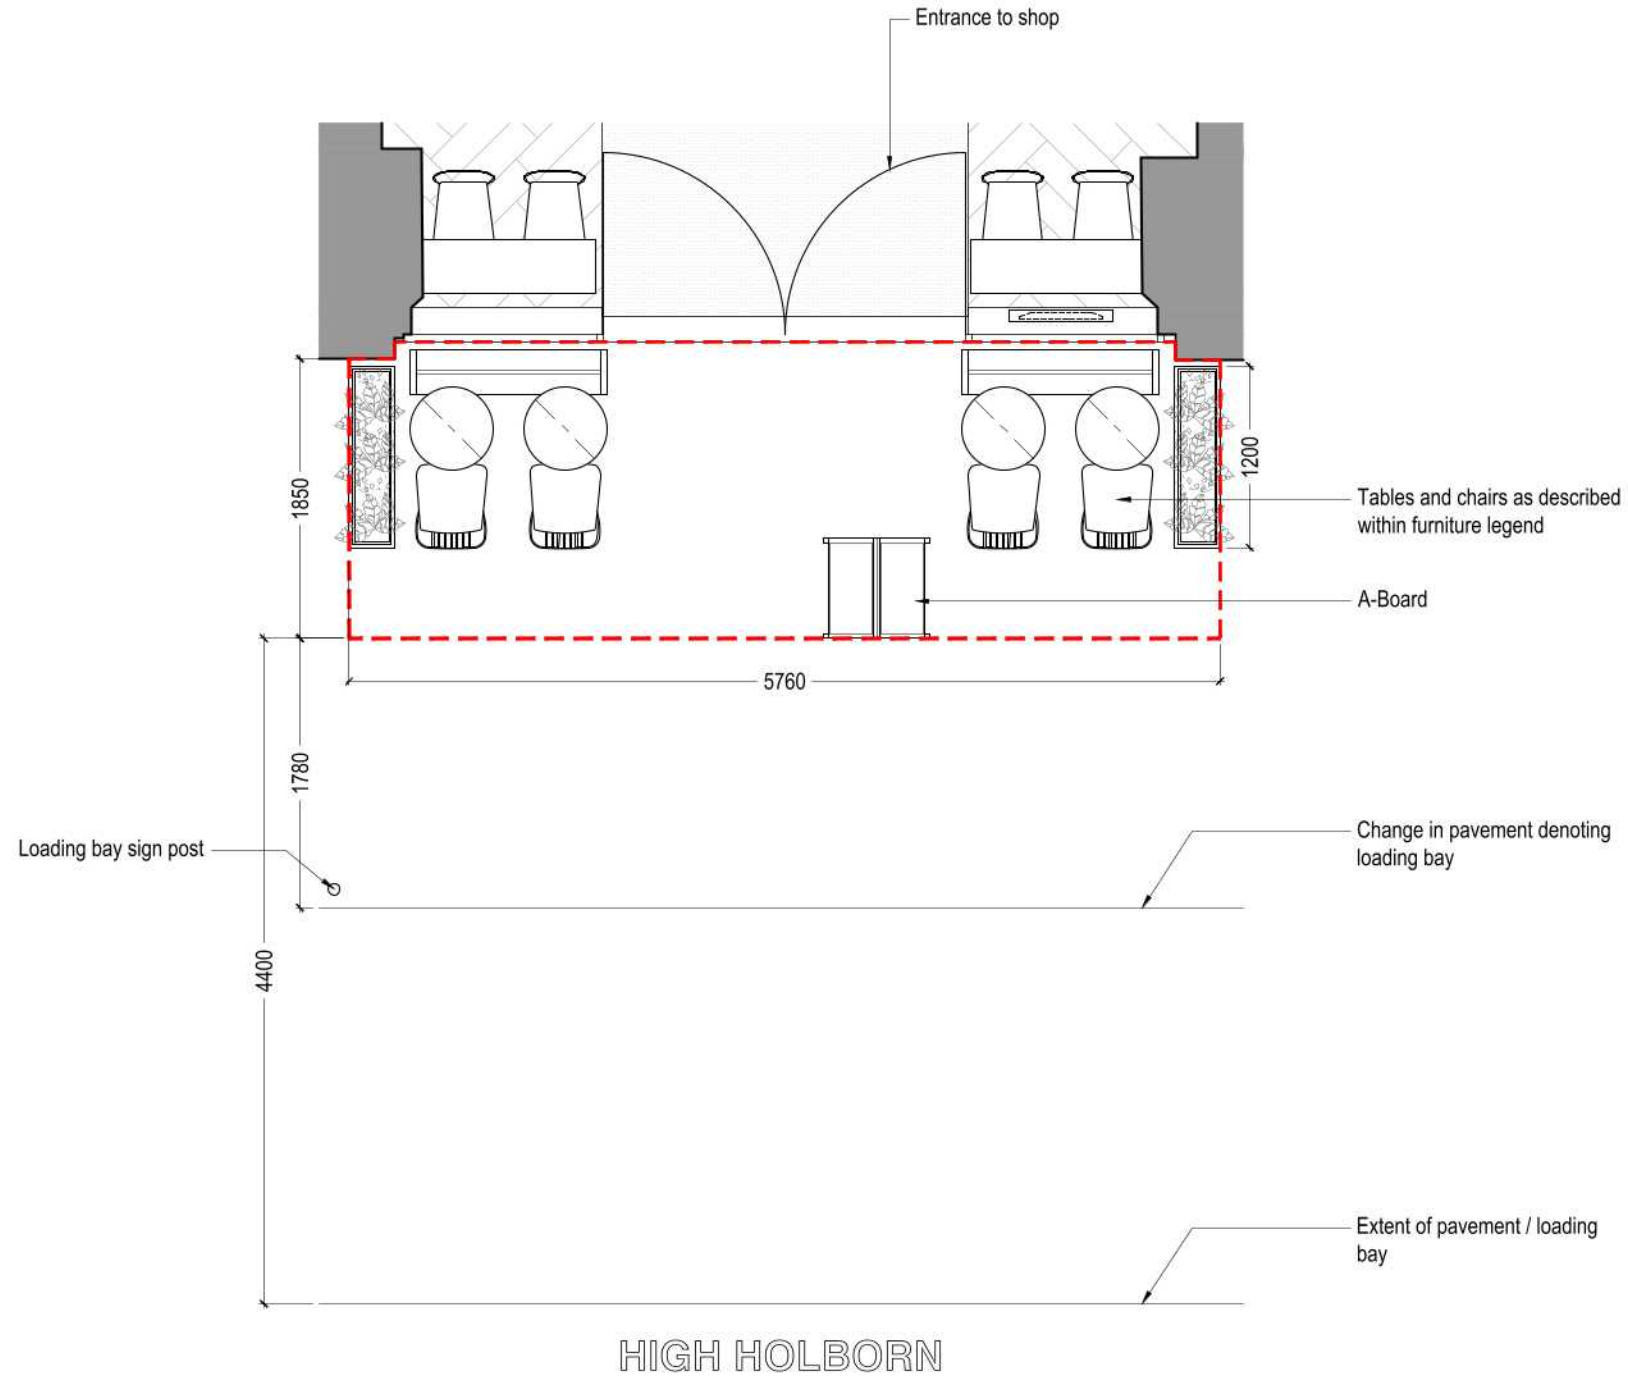 Entrance to shop
1850
1200
Tables and chairs as described
within furniture legend
A-Board
5760
1780
Loading bay sign post
Change in pavement denoting
loading bay
4400
Extent of pavement / loading
bay
HIGH HOLBORN